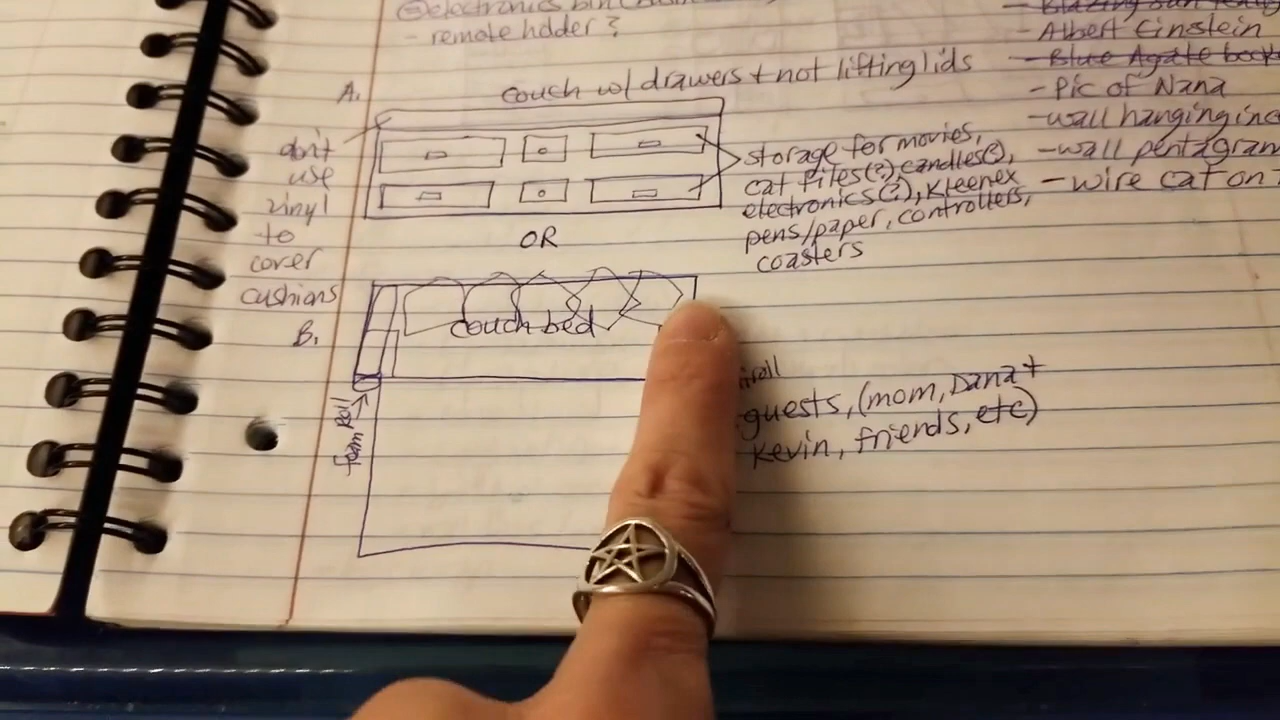 electronics bin
- remote holder?
A. couch w/ drawers + not lifting lids
don't
use
vinyl
to
cover
cushions
storage for movies,
cat files(?), candles(?),
electronics(?), Kleenex
pens/paper, controllers,
coasters
OR
B.
couch bed
foam Roll
guests, (mom, Dana +
Kevin, friends, etc)
- Albert Einstein
- Blue Agate book
- Pic of Nana
- wall hanging
- wall pentagram
- wire cat on